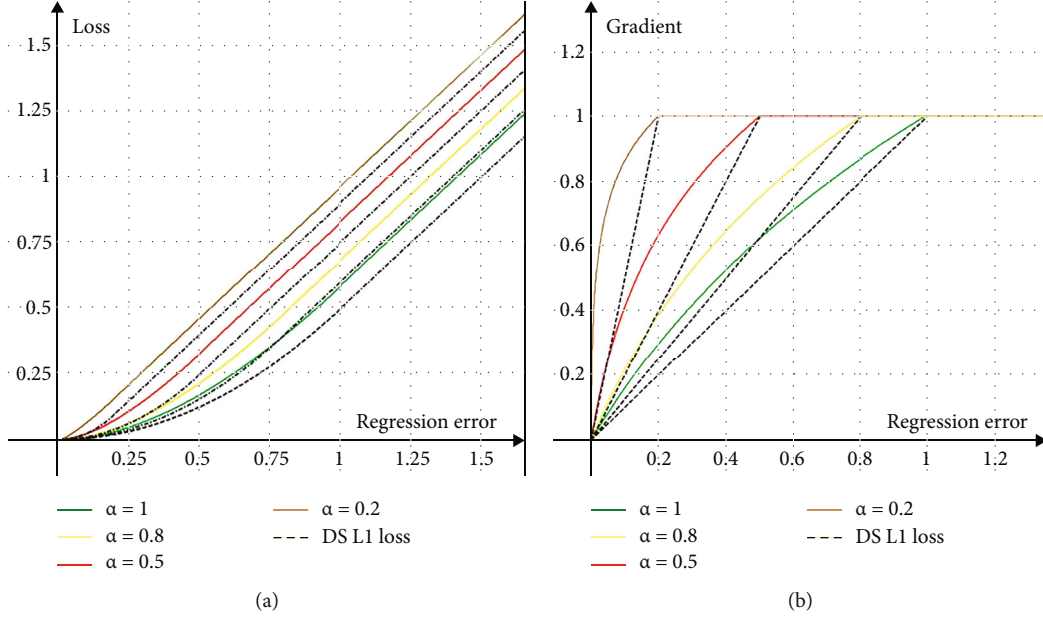 Loss
1.5
1.25
1
0.75
0.5
0.25
Regression error
0.25
0.5
0.75
1
1.25
1.5
α = 1
α = 0.8
α = 0.5
α = 0.2
DS L1 loss
(a)
Gradient
1.2
1
0.8
0.6
0.4
0.2
Regression error
0.2
0.4
0.6
0.8
1
1.2
α = 1
α = 0.8
α = 0.5
α = 0.2
DS L1 loss
(b)